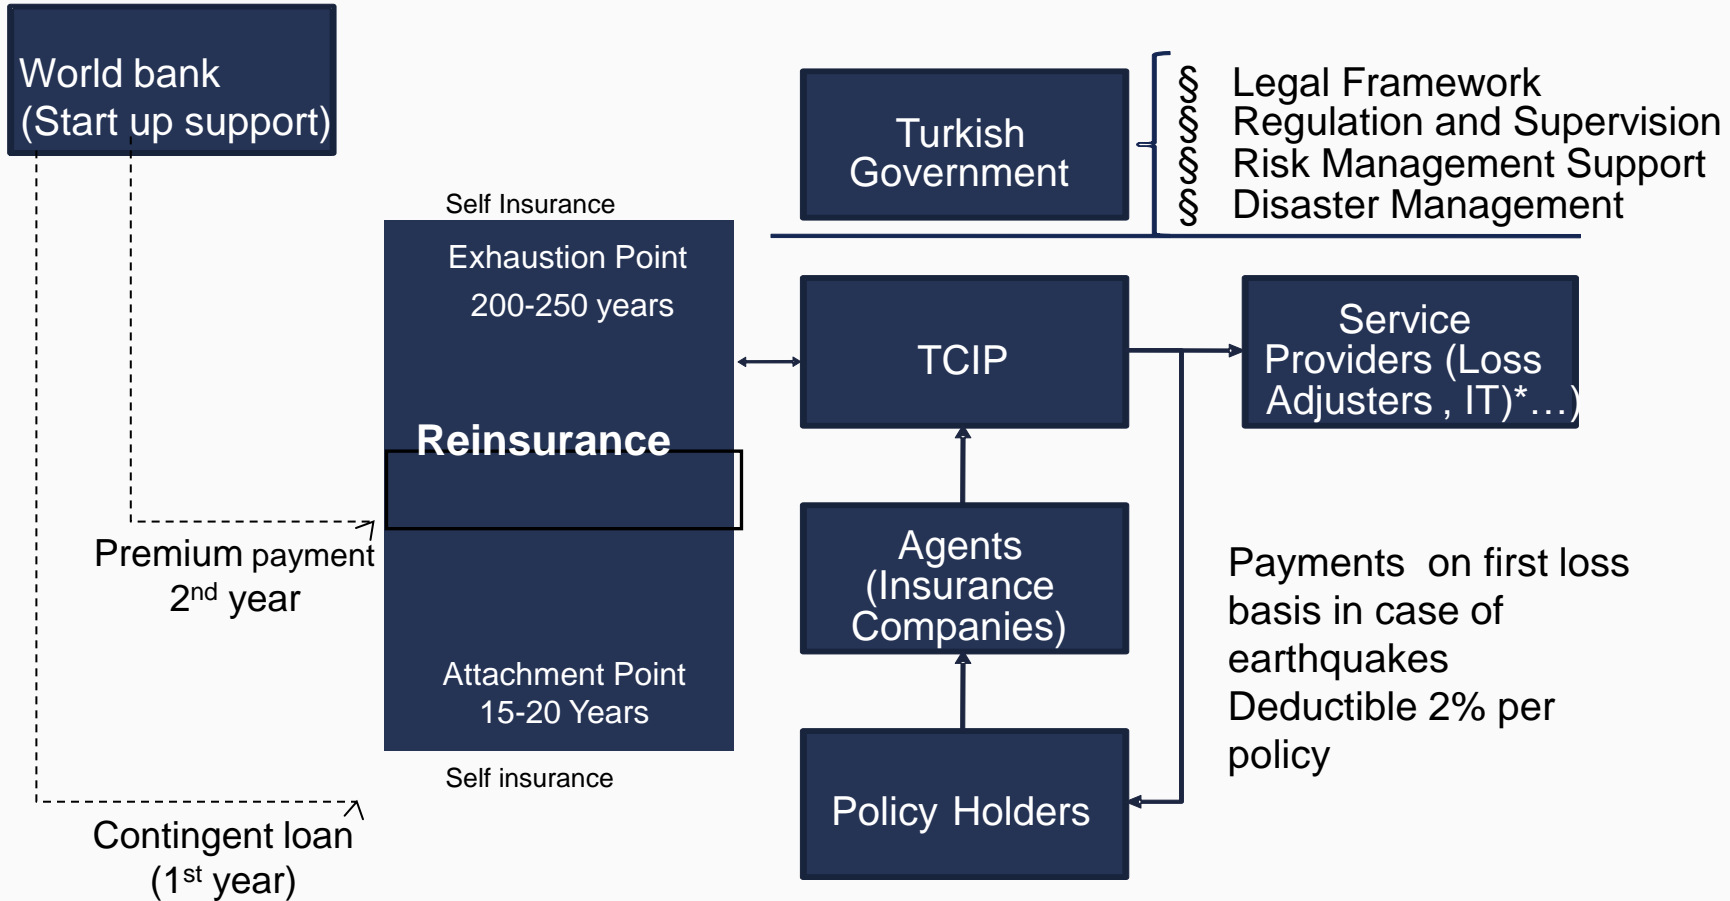 World bank
(Start up support)
Turkish
Government
§ Legal Framework
§ Regulation and Supervision
§ Risk Management Support
§ Disaster Management
Self Insurance
Exhaustion Point
200-250 years
Reinsurance
Attachment Point
15-20 Years
Self insurance
Premium payment
2nd year
Contingent loan
(1st year)
TCIP
Service
Providers (Loss
Adjusters , IT)*…)
Agents
(Insurance
Companies)
Policy Holders
Payments on first loss
basis in case of
earthquakes
Deductible 2% per
policy